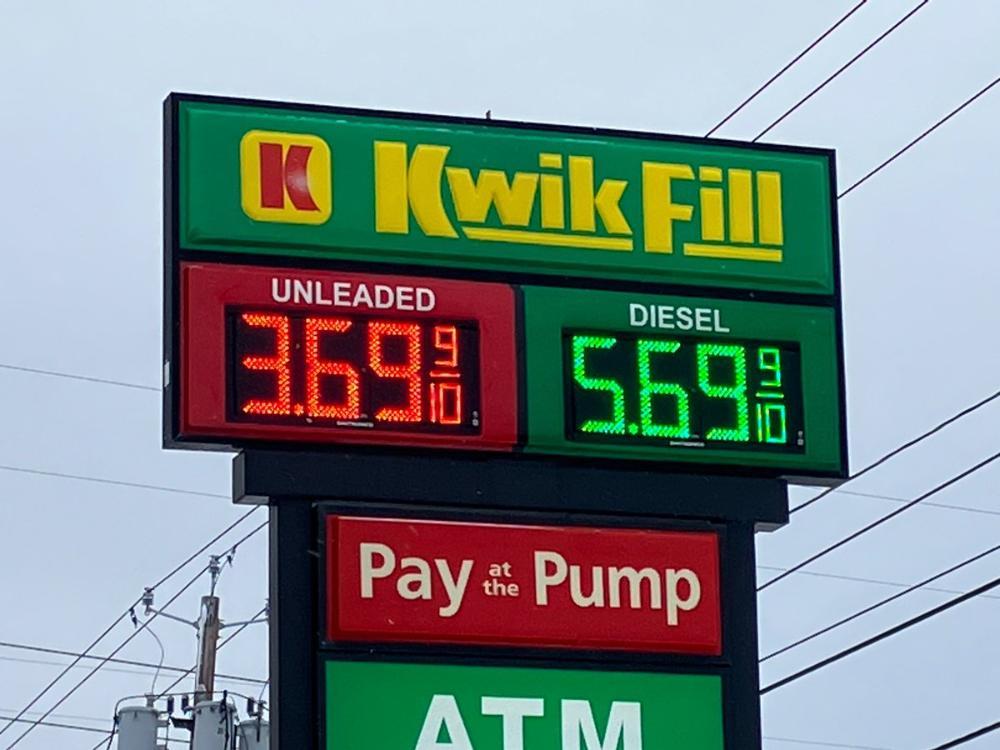 K Kwik Fill
UNLEADED
3.69 9/10
DIESEL
5.69 9/10
Pay at the Pump
ATM